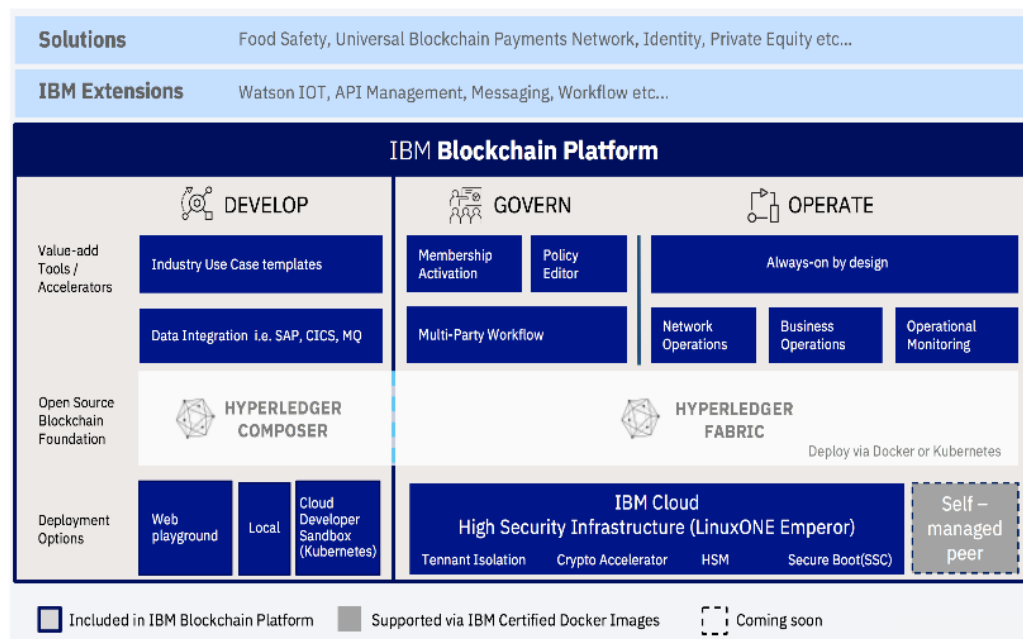 Solutions
Food Safety, Universal Blockchain Payments Network, Identity, Private Equity etc...
IBM Extensions
Watson IOT, API Management, Messaging, Workflow etc...
IBM Blockchain Platform
DEVELOP
GOVERN
OPERATE
Value-add
Tools /
Accelerators
Industry Use Case templates
Membership
Activation
Policy
Editor
Always-on by design
Data Integration i.e. SAP, CICS, MQ
Multi-Party Workflow
Network
Operations
Business
Operations
Operational
Monitoring
Open Source
Blockchain
Foundation
HYPERLEDGER
COMPOSER
HYPERLEDGER
FABRIC
Deploy via Docker or Kubernetes
Deployment
Options
Web
playground
Local
Cloud
Developer
Sandbox
(Kubernetes)
IBM Cloud
High Security Infrastructure (LinuxONE Emperor)
Tennant Isolation
Crypto Accelerator
HSM
Secure Boot(SSC)
Self –
managed
peer
Included in IBM Blockchain Platform
Supported via IBM Certified Docker Images
Coming soon